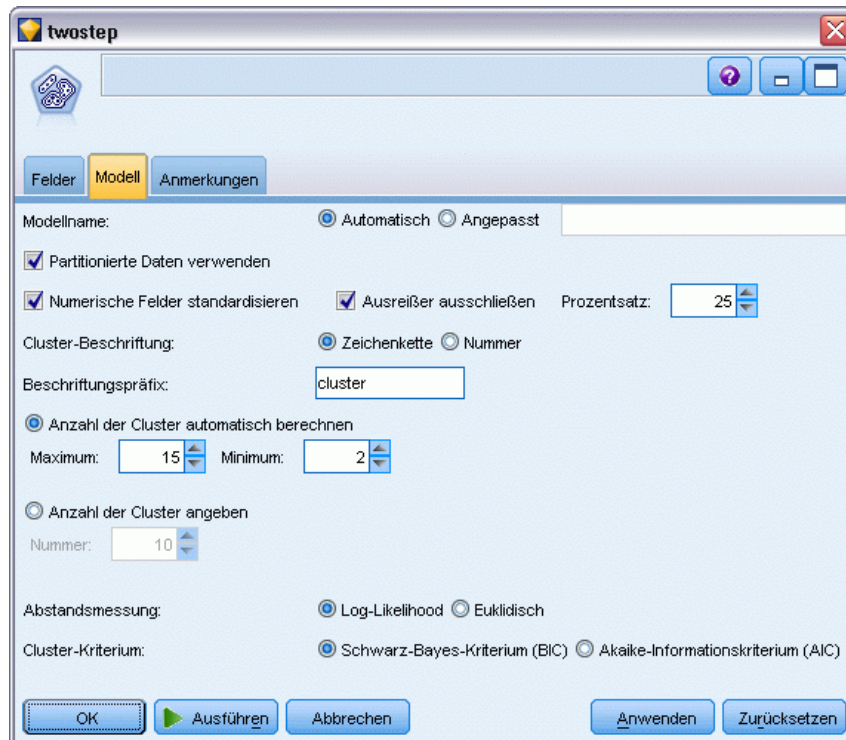 twostep
Felder Modell Anmerkungen
Modellname: Automatisch Angepasst
Partitionierte Daten verwenden
Numerische Felder standardisieren Ausreißer ausschließen Prozentsatz: 25
Cluster-Beschriftung: Zeichenkette Nummer
Beschriftungspräfix: cluster
Anzahl der Cluster automatisch berechnen
Maximum: 15 Minimum: 2
Anzahl der Cluster angeben
Nummer: 10
Abstandsmessung: Log-Likelihood Euklidisch
Cluster-Kriterium: Schwarz-Bayes-Kriterium (BIC) Akaike-Informationskriterium (AIC)
OK Ausführen Abbrechen Anwenden Zurücksetzen